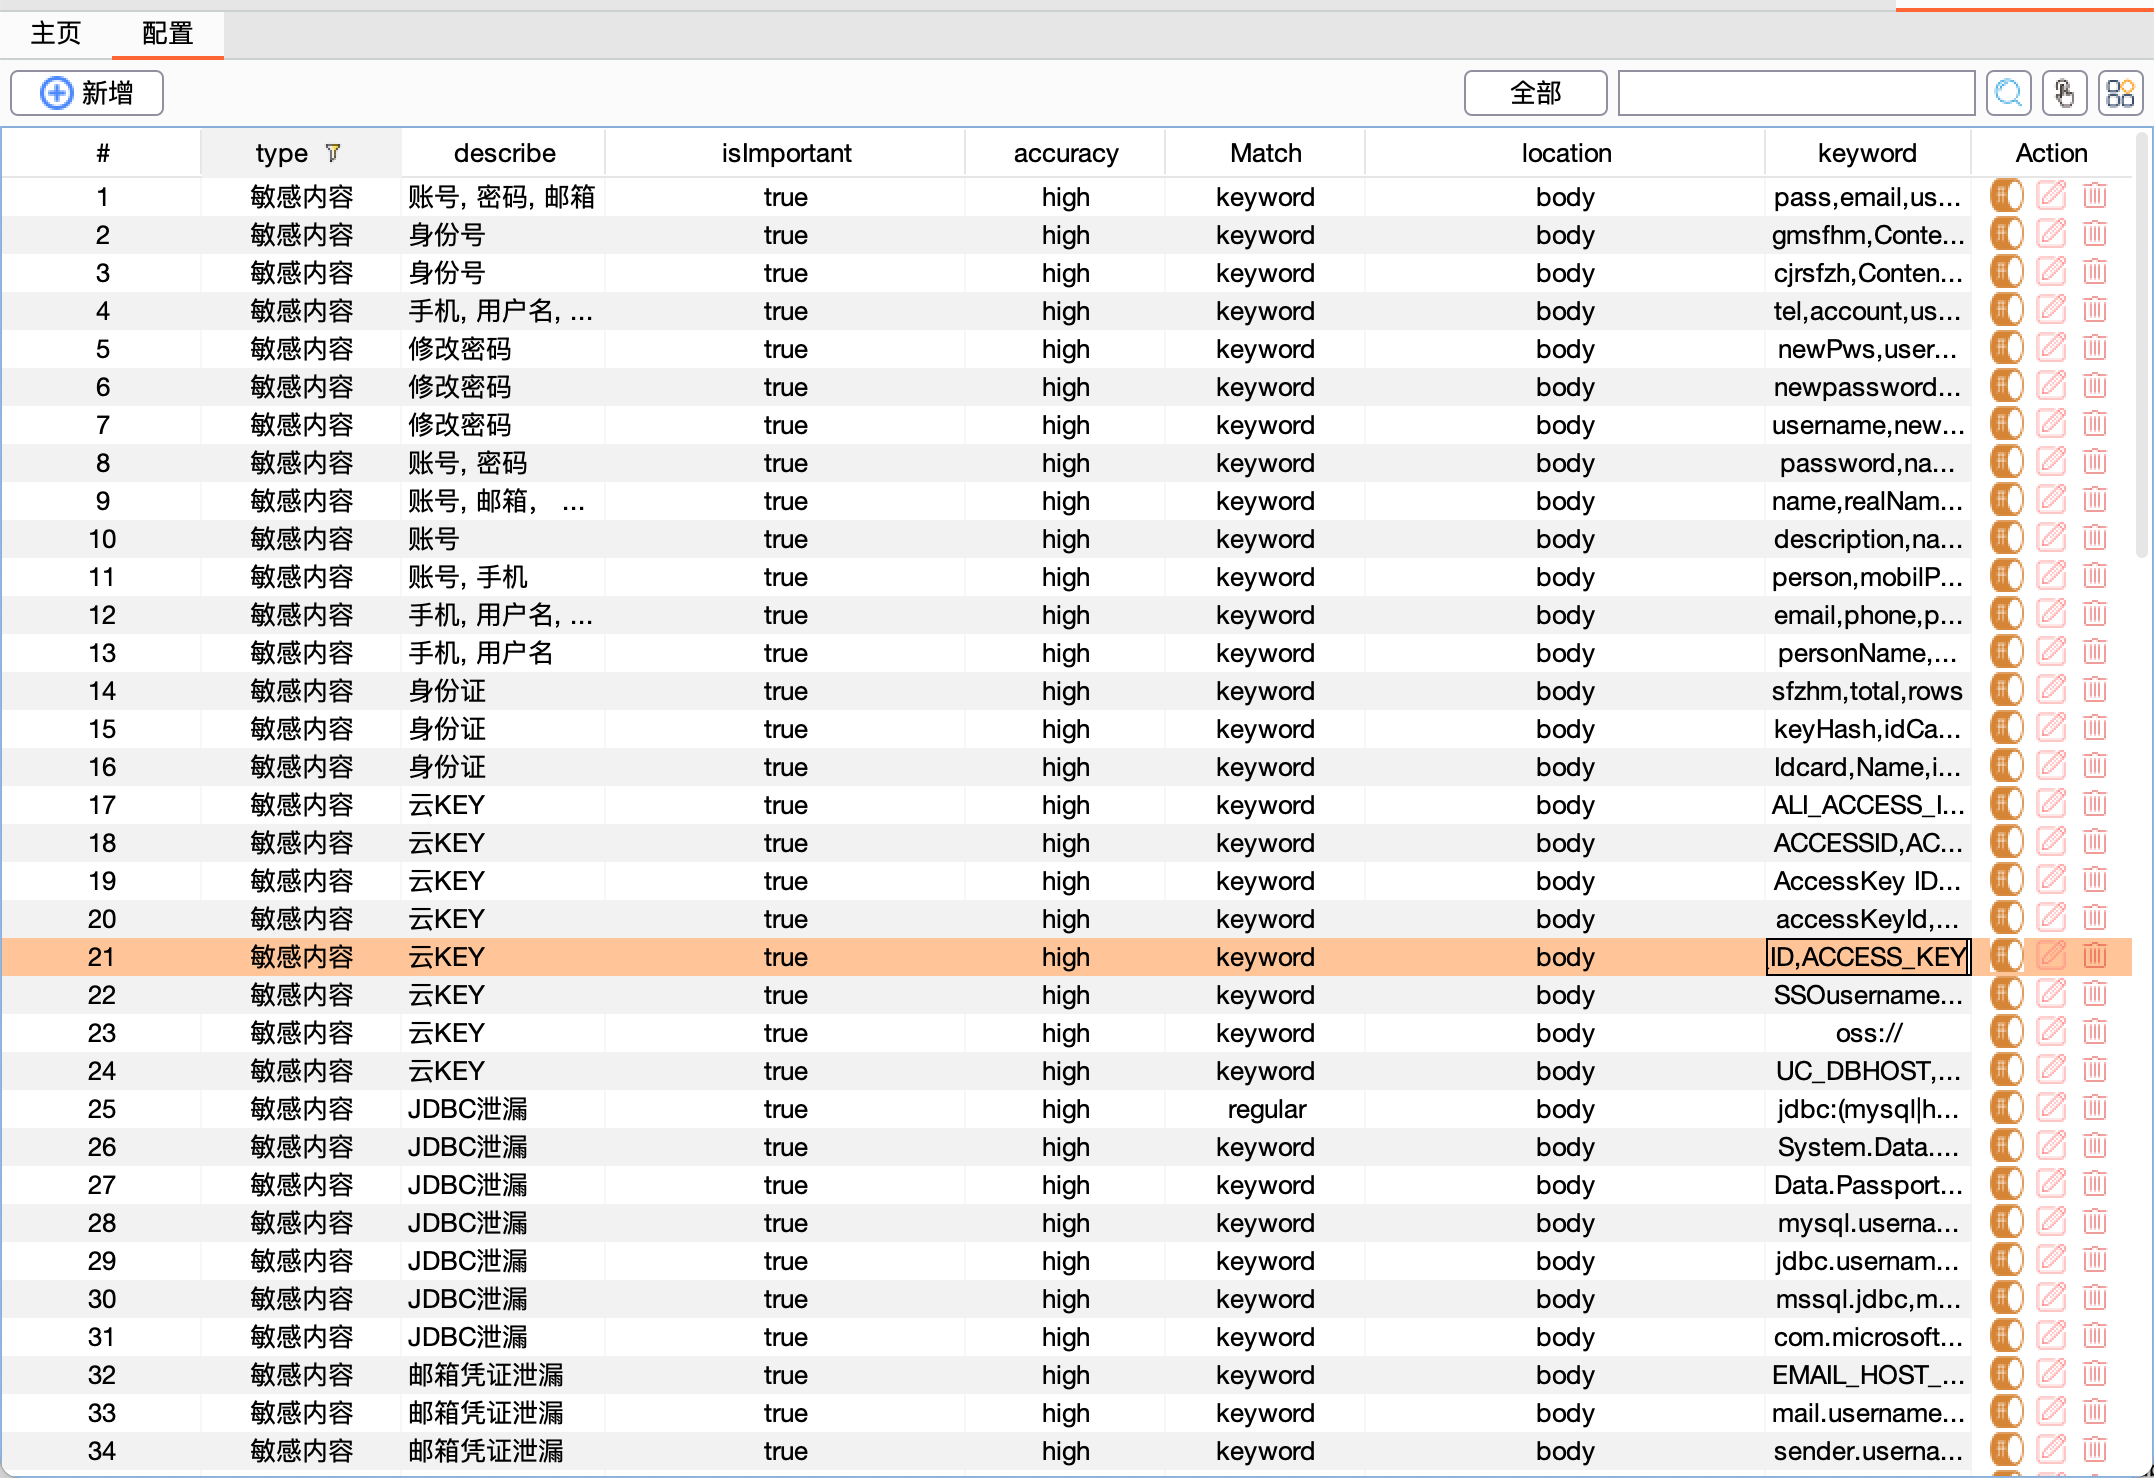 主页 配置
新增 全部
# type describe isImportant accuracy Match location keyword Action
1 敏感内容 账号, 密码, 邮箱 true high keyword body pass,email,us...
2 敏感内容 身份号 true high keyword body gmsfhm,Conte...
3 敏感内容 身份号 true high keyword body cjrsfzh,Conten...
4 敏感内容 手机, 用户名, ... true high keyword body tel,account,us...
5 敏感内容 修改密码 true high keyword body newPws,user...
6 敏感内容 修改密码 true high keyword body newpassword...
7 敏感内容 修改密码 true high keyword body username,new...
8 敏感内容 账号, 密码 true high keyword body password,na...
9 敏感内容 账号, 邮箱， ... true high keyword body name,realNam...
10 敏感内容 账号 true high keyword body description,na...
11 敏感内容 账号, 手机 true high keyword body person,mobilP...
12 敏感内容 手机, 用户名, ... true high keyword body email,phone,p...
13 敏感内容 手机, 用户名 true high keyword body personName,...
14 敏感内容 身份证 true high keyword body sfzhm,total,rows
15 敏感内容 身份证 true high keyword body keyHash,idCa...
16 敏感内容 身份证 true high keyword body Idcard,Name,i...
17 敏感内容 云KEY true high keyword body ALI_ACCESS_I...
18 敏感内容 云KEY true high keyword body ACCESSID,AC...
19 敏感内容 云KEY true high keyword body AccessKey ID...
20 敏感内容 云KEY true high keyword body accessKeyId,...
21 敏感内容 云KEY true high keyword body ID,ACCESS_KEY
22 敏感内容 云KEY true high keyword body SSOusername...
23 敏感内容 云KEY true high keyword body oss://
24 敏感内容 云KEY true high keyword body UC_DBHOST,...
25 敏感内容 JDBC泄漏 true high regular body jdbc:(mysql|h...
26 敏感内容 JDBC泄漏 true high keyword body System.Data....
27 敏感内容 JDBC泄漏 true high keyword body Data.Passport...
28 敏感内容 JDBC泄漏 true high keyword body mysql.userna...
29 敏感内容 JDBC泄漏 true high keyword body jdbc.usernam...
30 敏感内容 JDBC泄漏 true high keyword body mssql.jdbc,m...
31 敏感内容 JDBC泄漏 true high keyword body com.microsoft...
32 敏感内容 邮箱凭证泄漏 true high keyword body EMAIL_HOST_...
33 敏感内容 邮箱凭证泄漏 true high keyword body mail.username...
34 敏感内容 邮箱凭证泄漏 true high keyword body sender.userna...